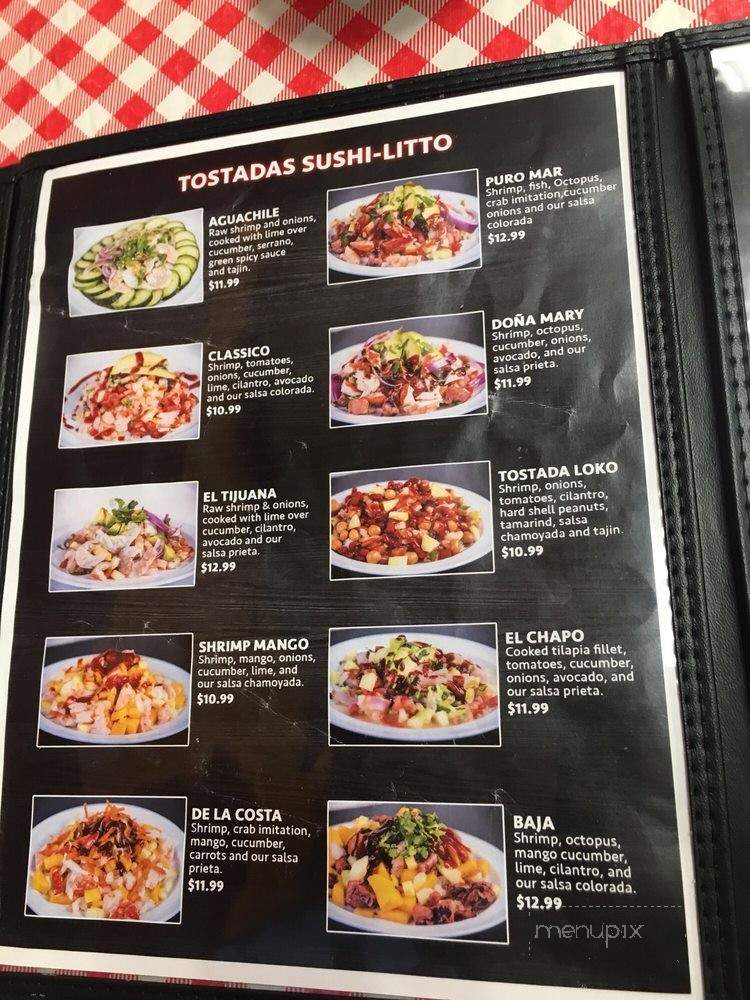 TOSTADAS SUSHI-LITTO
AGUACHILE
Raw shrimp and onions,
cooked with lime over
cucumber, serrano,
green spicy sauce
and tajin.
$11.99
CLASSICO
Shrimp, tomatoes,
onions, cucumber,
lime, cilantro, avocado
and our salsa colorada.
$10.99
EL TIJUANA
Raw shrimp & onions,
cooked with lime over
cucumber, cilantro,
avocado and our
salsa prieta.
$12.99
SHRIMP MANGO
Shrimp, mango, onions,
cucumber, lime, and
our salsa chamoyada.
$10.99
DE LA COSTA
Shrimp, crab imitation,
mango, cucumber,
carrots and our salsa
prieta.
$11.99
PURO MAR
Shrimp, fish, Octopus,
crab imitation,cucumber
onions and our salsa
colorada
$12.99
DOÑA MARY
Shrimp, octopus,
cucumber, onions,
avocado, and our
salsa prieta.
$11.99
TOSTADA LOKO
Shrimp, onions,
tomatoes, cilantro,
hard shell peanuts,
tamarind, salsa
chamoyada and tajin.
$10.99
EL CHAPO
Cooked tilapia fillet,
tomatoes, cucumber,
onions, avocado, and
our salsa prieta.
$11.99
BAJA
Shrimp, octopus,
mango cucumber,
lime, cilantro, and
our salsa colorada.
$12.99
menupix